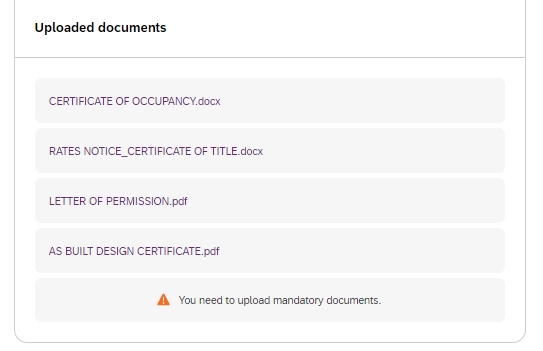 Uploaded documents
CERTIFICATE OF OCCUPANCY.docx
RATES NOTICE_CERTIFICATE OF TITLE.docx
LETTER OF PERMISSION.pdf
AS BUILT DESIGN CERTIFICATE.pdf
You need to upload mandatory documents.